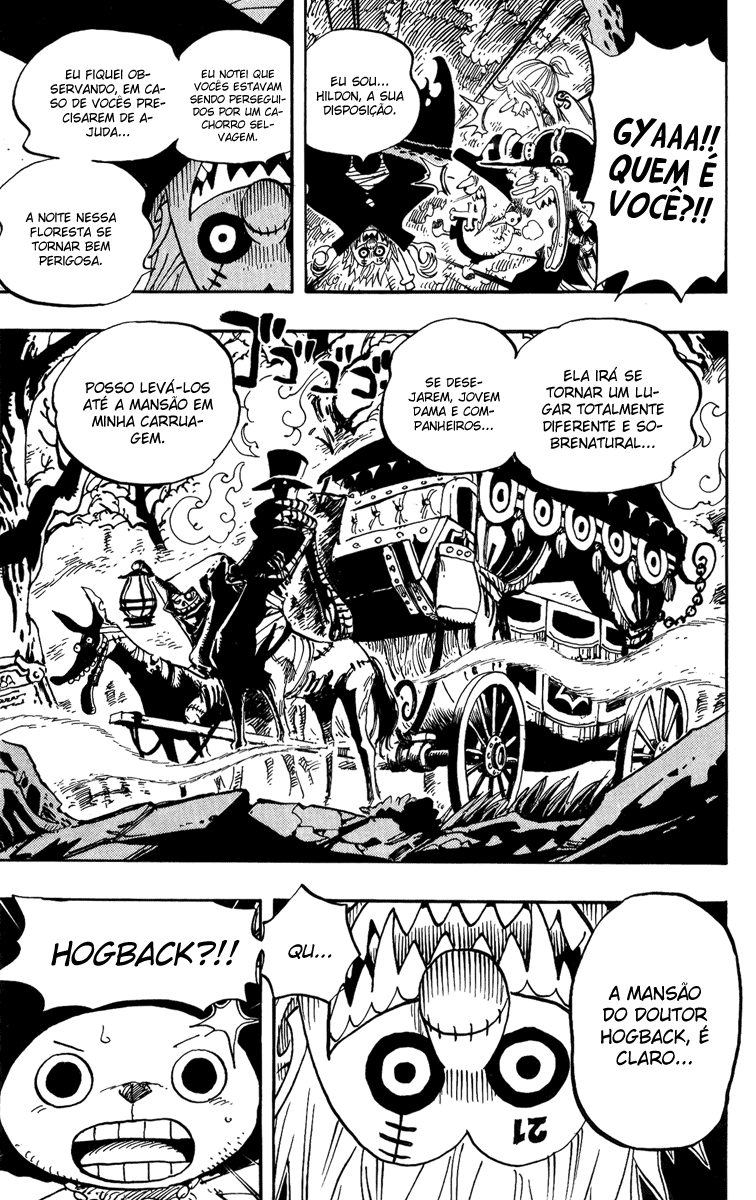 GYAAA!!
QUEM É
VOCÊ?!!
EU SOU...
HILDON, A SUA
DISPOSIÇÃO.
EU NOTEI QUE
VOCÊS ESTAVAM
SENDO PERSEGUI-
DOS POR UM CA-
CHORRO SEL-
VAGEM.
EU FIQUEI OB-
SERVANDO, EM CA-
SO DE VOCÊS PRE-
CISAREM DE A-
JUDA...
A NOITE NESSA
FLORESTA SE
TORNAR BEM
PERIGOSA.
ELA IRÁ SE
TORNAR UM LU-
GAR TOTALMENTE
DIFERENTE E SO-
BRENATURAL...
SE DESE-
JAREM, JOVEM
DAMA E COM-
PANHEIROS...
POSSO LEVÁ-LOS
ATÉ A MANSÃO EM
MINHA CARRUA-
GEM.
ゴゴゴゴ
A MANSÃO
DO DOUTOR
HOGBACK, É
CLARO...
21
QU...
HOGBACK?!!